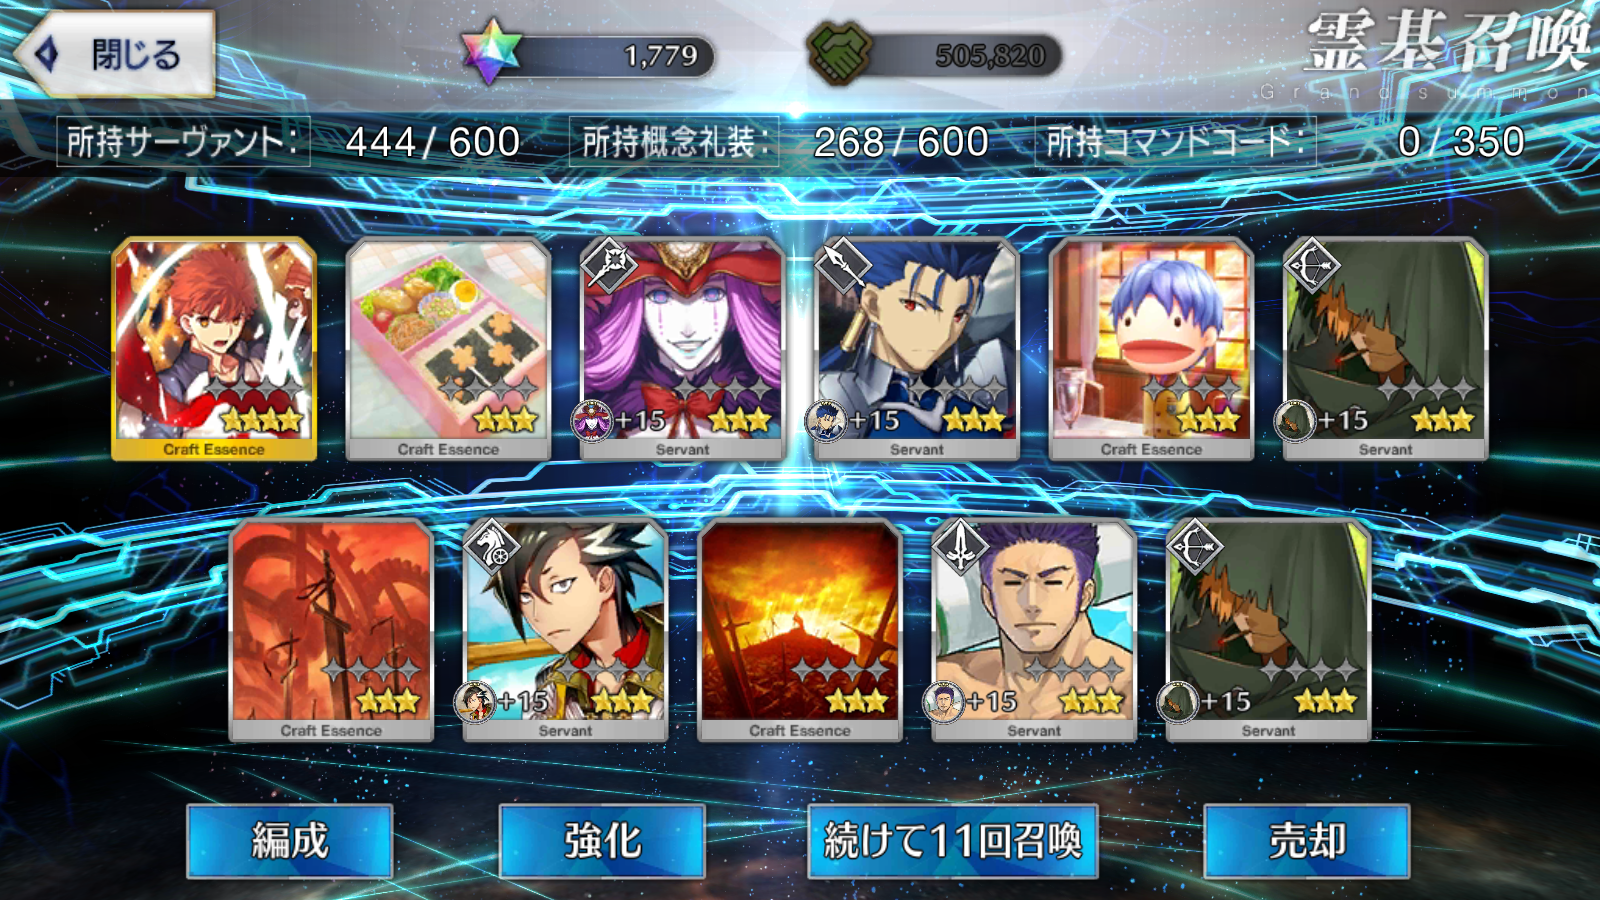 閉じる
1,779
505,820
霊基召喚
Grand summon
所持サーヴァント: 444 / 600
所持概念礼装: 268 / 600
所持コマンドコード: 0 / 350
Craft Essence
Craft Essence
+15
Servant
+15
Servant
Craft Essence
+15
Servant
Craft Essence
+15
Servant
Craft Essence
+15
Servant
+15
Servant
編成
強化
続けて11回召喚
売却